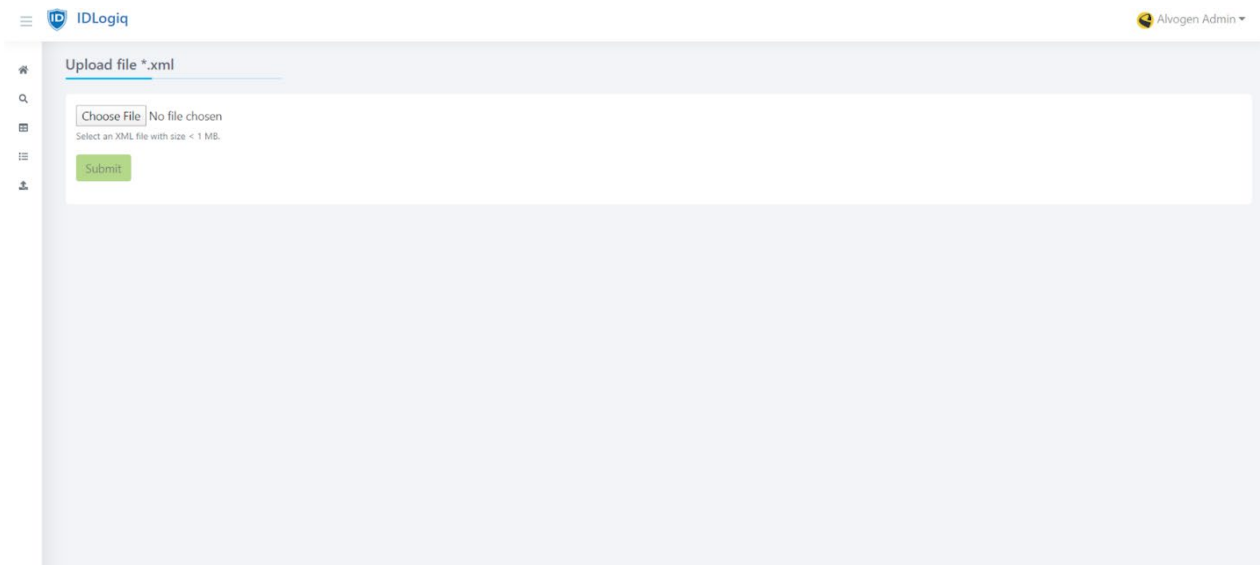 ID IDLogiq
Alvogen Admin
Upload file *.xml
Choose File No file chosen
Select an XML file with size < 1 MB.
Submit